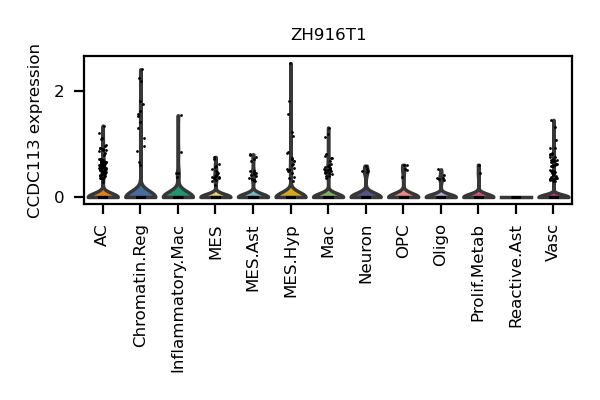 ZH916T1
CCDC113 expression
2
0
AC
Chromatin.Reg
Inflammatory.Mac
MES
MES.Ast
MES.Hyp
Mac
Neuron
OPC
Oligo
Prolif.Metab
Reactive.Ast
Vasc